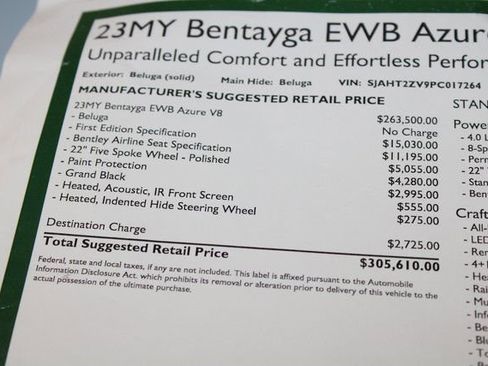 23MY Bentayga EWB Azur
Unparalleled Comfort and Effortless Perfor
Exterior: Beluga (solid) Main Hide: Beluga VIN: SJAHT2ZV9PC017264
MANUFACTURER'S SUGGESTED RETAIL PRICE
23MY Bentayga EWB Azure V8 $263,500.00
- Beluga No Charge
- First Edition Specification $15,030.00
- Bentley Airline Seat Specification $11,195.00
- 22" Five Spoke Wheel - Polished $5,055.00
- Paint Protection $4,280.00
- Grand Black $2,995.00
- Heated, Acoustic, IR Front Screen $555.00
- Heated, Indented Hide Steering Wheel $275.00
Destination Charge $2,725.00
Total Suggested Retail Price $305,610.00
Federal, state and local taxes, if any are not included. This label is affixed pursuant to the Automobile
Information Disclosure Act. which prohibits its removal or alteration prior to delivery of this vehicle to the
actual possession of the ultimate purchase.
STAN
Powe
- 4.0 L
- 8-Sp
- Perm
- 22"
- Stan
- Ben
Craft
- All-
- LED
- Rer
- 4+1
- He
- Rai
- Mu
- Inf
- Be
- Blu
- To